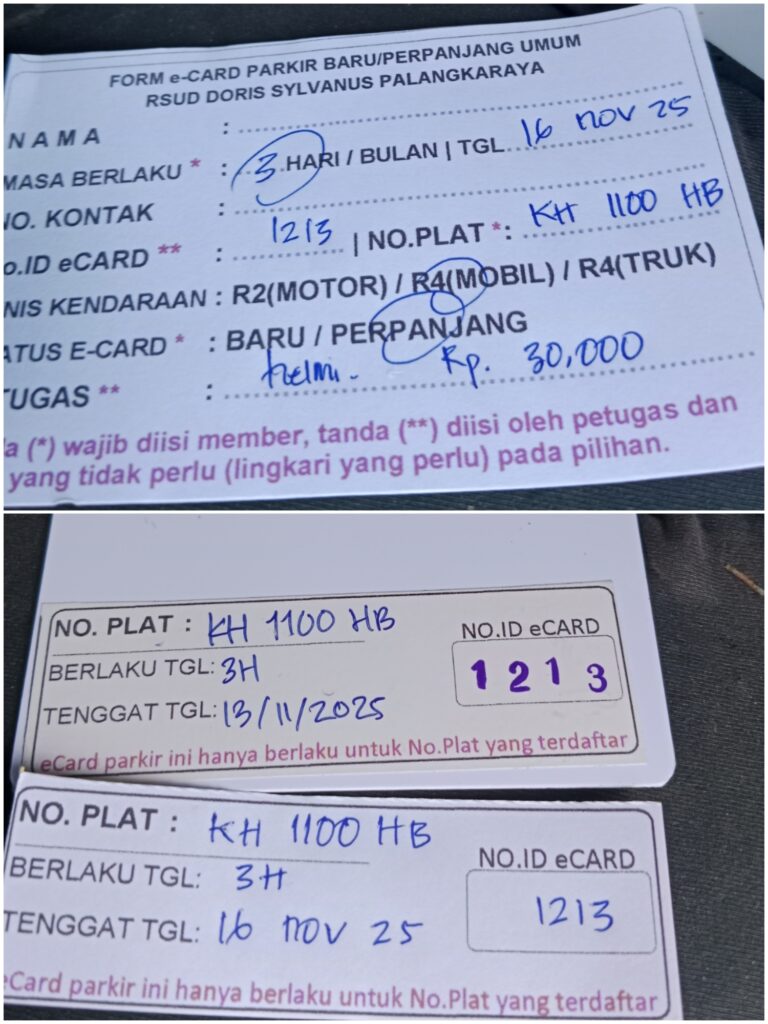 FORM e-CARD PARKIR BARU/PERPANJANG UMUM
RSUD DORIS SYLVANUS PALANGKARAYA
NAMA :
MASA BERLAKU * : 3 HARI / BULAN | TGL 16 NOV 25
NO. KONTAK :
o.ID eCARD ** : 1213 | NO.PLAT *: KH 1100 HB
NIS KENDARAAN : R2(MOTOR) / R4(MOBIL) / R4(TRUK)
ATUS E-CARD * : BARU / PERPANJANG
TUGAS ** : Helmi. Rp. 30,000
a (*) wajib diisi member, tanda (**) diisi oleh petugas dan
yang tidak perlu (lingkari yang perlu) pada pilihan.
NO. PLAT : KH 1100 HB
NO.ID eCARD
BERLAKU TGL: 3H
1213
TENGGAT TGL: 13/11/2025
eCard parkir ini hanya berlaku untuk No.Plat yang terdaftar
NO. PLAT : KH 1100 HB
NO.ID eCARD
BERLAKU TGL: 3H
1213
TENGGAT TGL: 16 NOV 25
eCard parkir ini hanya berlaku untuk No.Plat yang terdaftar